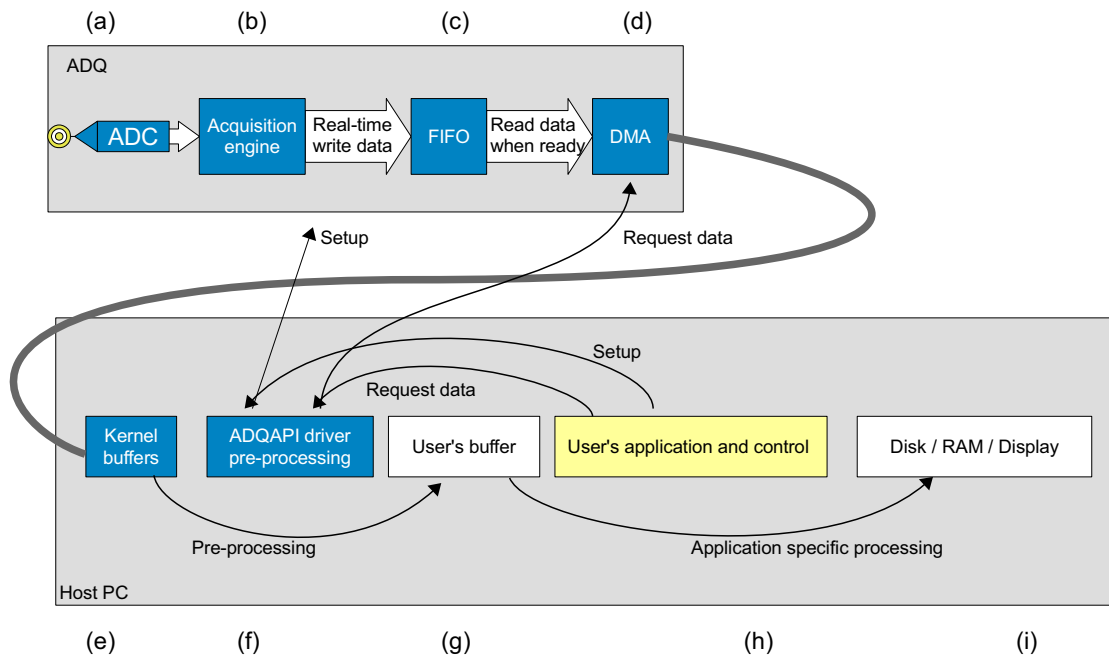 (a)
(b)
(c)
(d)
ADQ
ADC
Acquisition
engine
Real-time
write data
FIFO
Read data
when ready
DMA
Setup
Request data
Setup
Request data
Kernel
buffers
ADQAPI driver
pre-processing
User's buffer
User's application and control
Disk / RAM / Display
Pre-processing
Application specific processing
Host PC
(e)
(f)
(g)
(h)
(i)